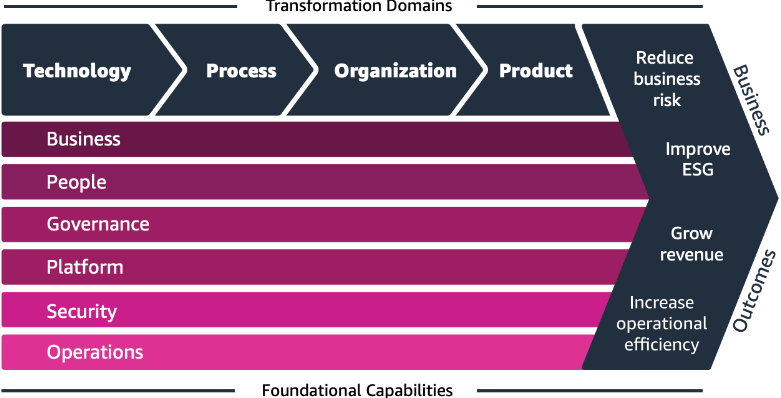 Transformation Domains
Technology
Process
Organization
Product
Reduce
business
risk
Improve
ESG
Grow
revenue
Increase
operational
efficiency
Business
Outcomes
Business
People
Governance
Platform
Security
Operations
Foundational Capabilities